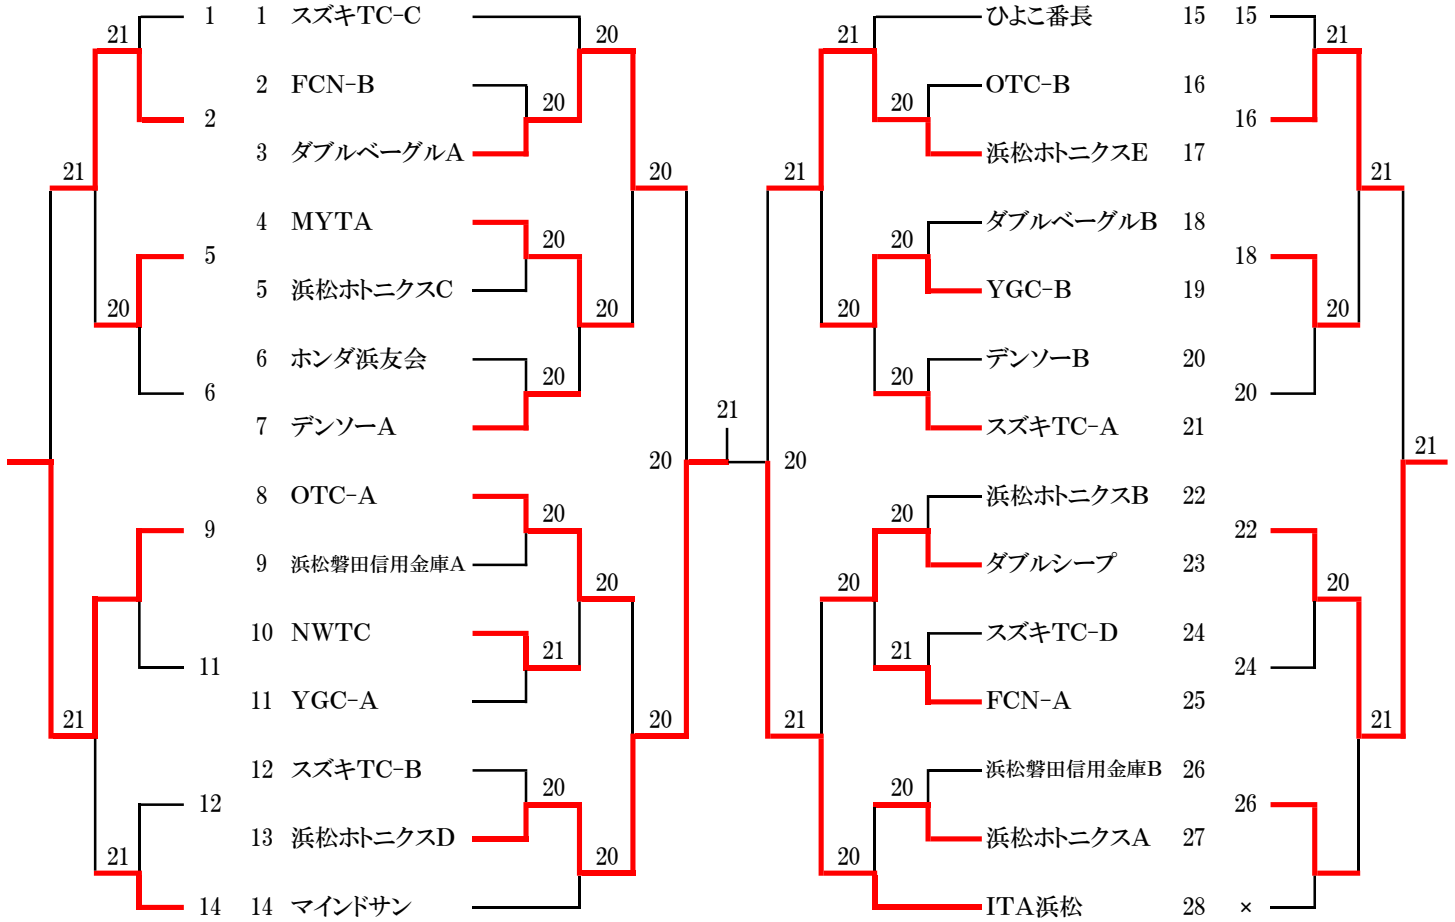 1 1 スズキTC-C ひよこ番長 15 15
21 20 21 21
2 FCN-B OTC-B 16
20 20
2 16
3 ダブルベーグルA 浜松ホトニクスE 17
21 20 21 21
4 MYTA ダブルベーグルB 18
20 20
5 18
5 浜松ホトニクスC YGC-B 19
20 20 20 20
6 ホンダ浜友会 デンソーB 20
20 20
6 20
21
7 デンソーA スズキTC-A 21
20 20 21
8 OTC-A 浜松ホトニクスB 22
20 20
9 22
9 浜松磐田信用金庫A ダブルシープ 23
20 20 20
10 NWTC スズキTC-D 24
21 21
11 24
11 YGC-A FCN-A 25
21 20 21 21
12 スズキTC-B 浜松磐田信用金庫B 26
20 20
12 26
13 浜松ホトニクスD 浜松ホトニクスA 27
21 20 20
14 14 マインドサン ITA浜松 28 ×